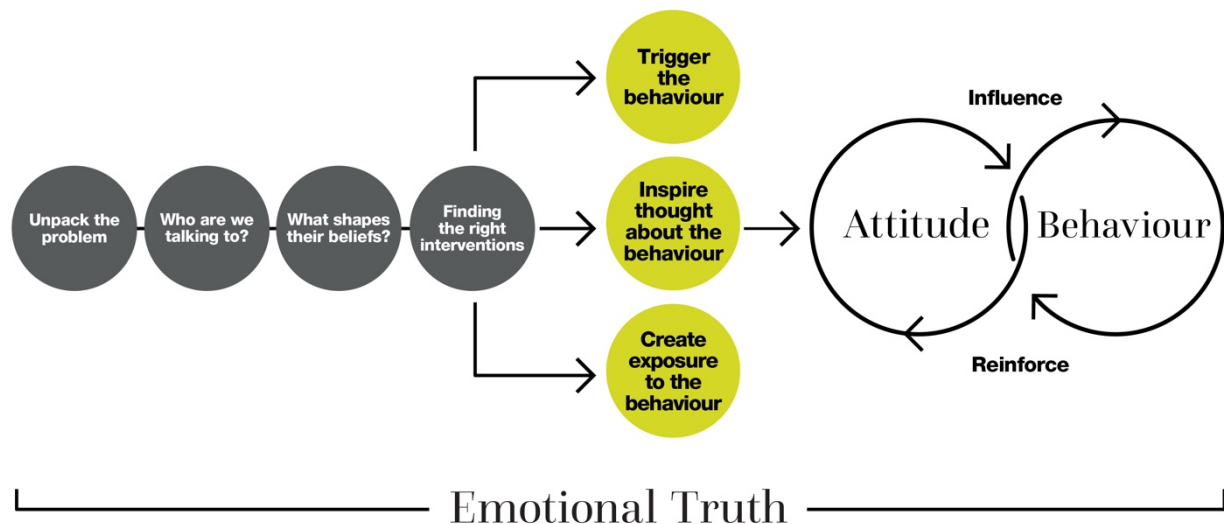 Unpack the
problem
Who are we
talking to?
What shapes
their beliefs?
Finding
the right
interventions
Trigger
the
behaviour
Inspire
thought
about the
behaviour
Create
exposure
to the
behaviour
Influence
Attitude
Behaviour
Reinforce
Emotional Truth